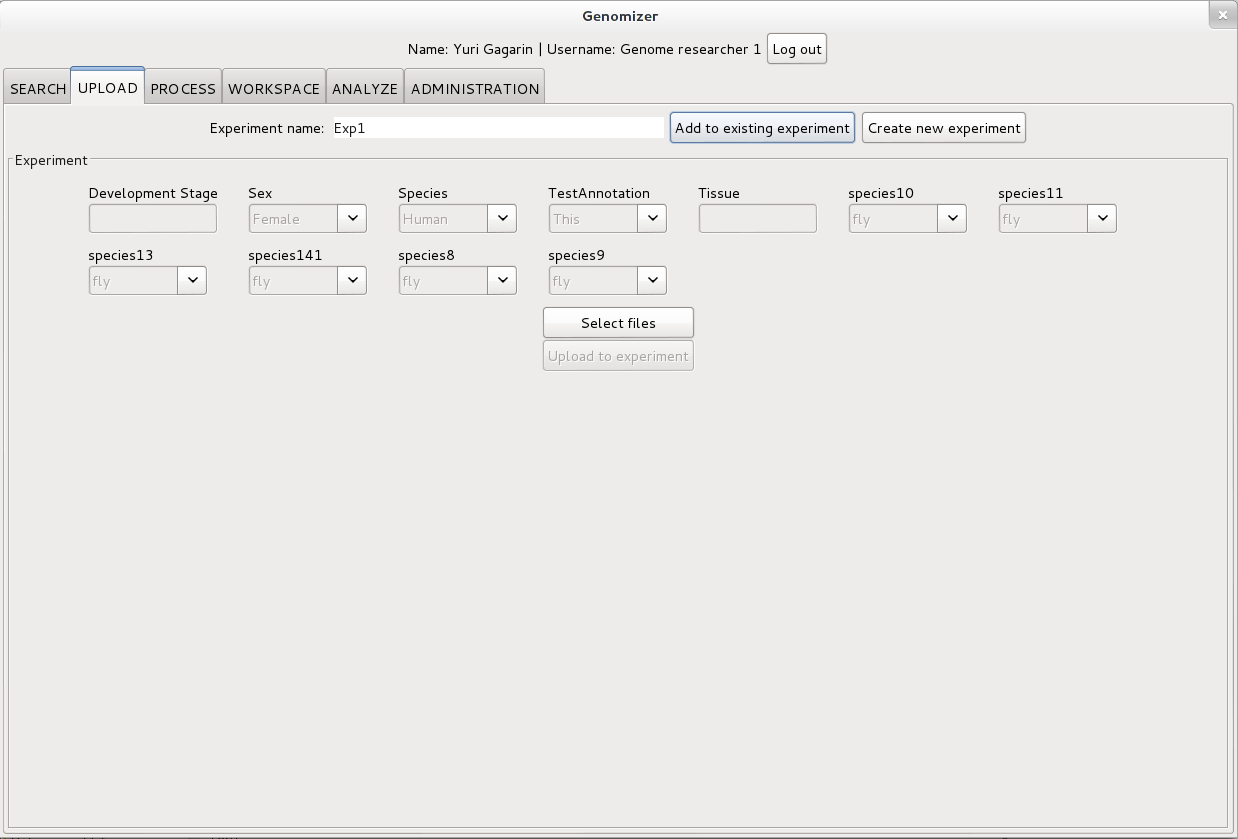 Genomizer
Name: Yuri Gagarin | Username: Genome researcher 1 Log out
SEARCH UPLOAD PROCESS WORKSPACE ANALYZE ADMINISTRATION
Experiment name: Exp1 Add to existing experiment Create new experiment
Experiment
Development Stage Sex Species TestAnnotation Tissue species10 species11
Female Human This fly fly
species13 species141 species8 species9
fly fly fly fly
Select files
Upload to experiment